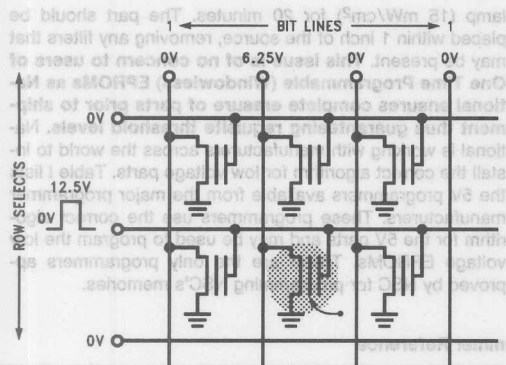 lamp (15 mW/cm²) for 20 minutes. The part should be
placed within 1 inch of the source, removing any filters that
may be present. This issue is of no concern to users of
One Time Programmable (Windowless) EPROMs as Na-
tional ensures complete erasure of parts prior to ship-
ment thus guaranteeing requisite threshold levels. Na-
tional is working with manufacturers across the world to in-
stall the correct algorithm for low voltage parts. Table I lists
the 5V programmers available from the major programmer
manufacturers. These programmers use the correct
rithm for the 5V parts and may be used to program the low
voltage EPROMs. only programmers ap-
proved by NSC for NSC's memories.
BIT LINES
0V 6.25V 0V 0V
0V
12.5V
0V
0V
0V
ROW SELECTS